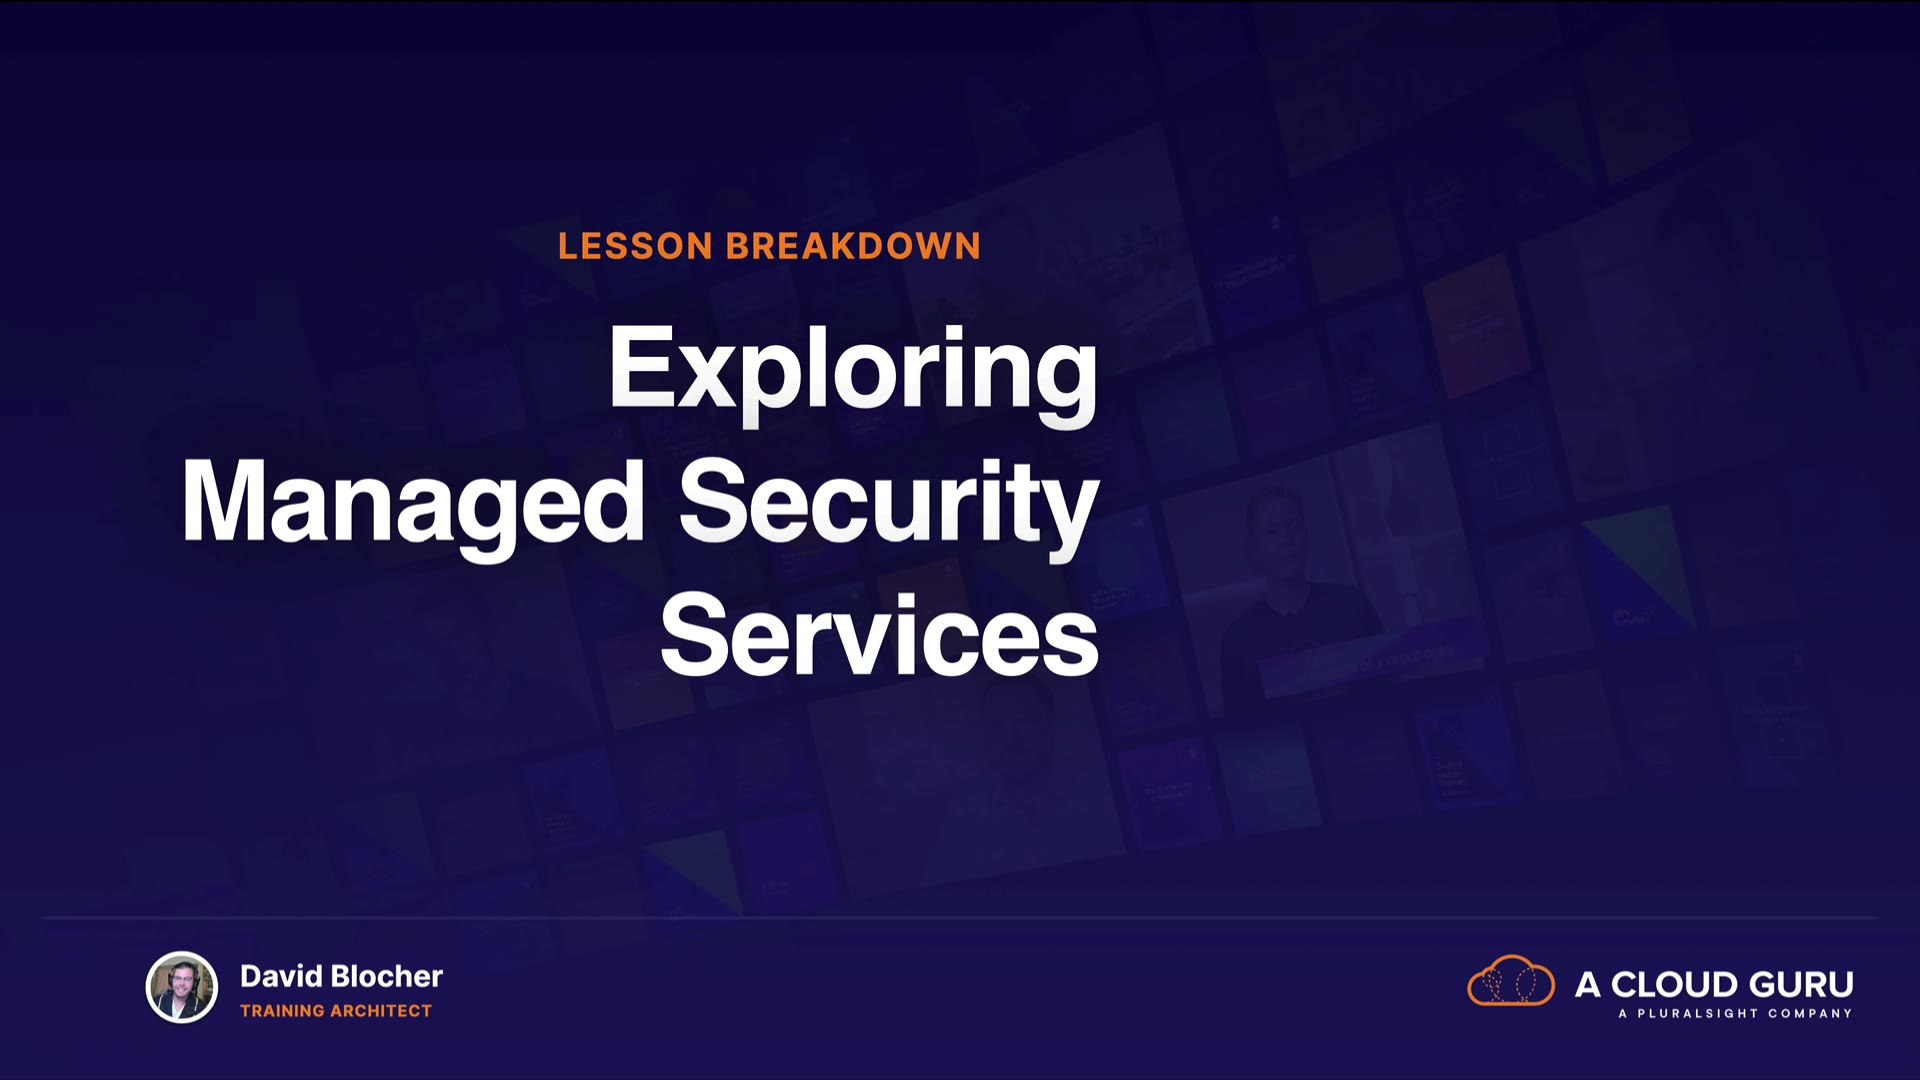 LESSON BREAKDOWN
Exploring
Managed Security
Services
David Blocher
TRAINING ARCHITECT
A CLOUD GURU
A PLURALSIGHT COMPANY